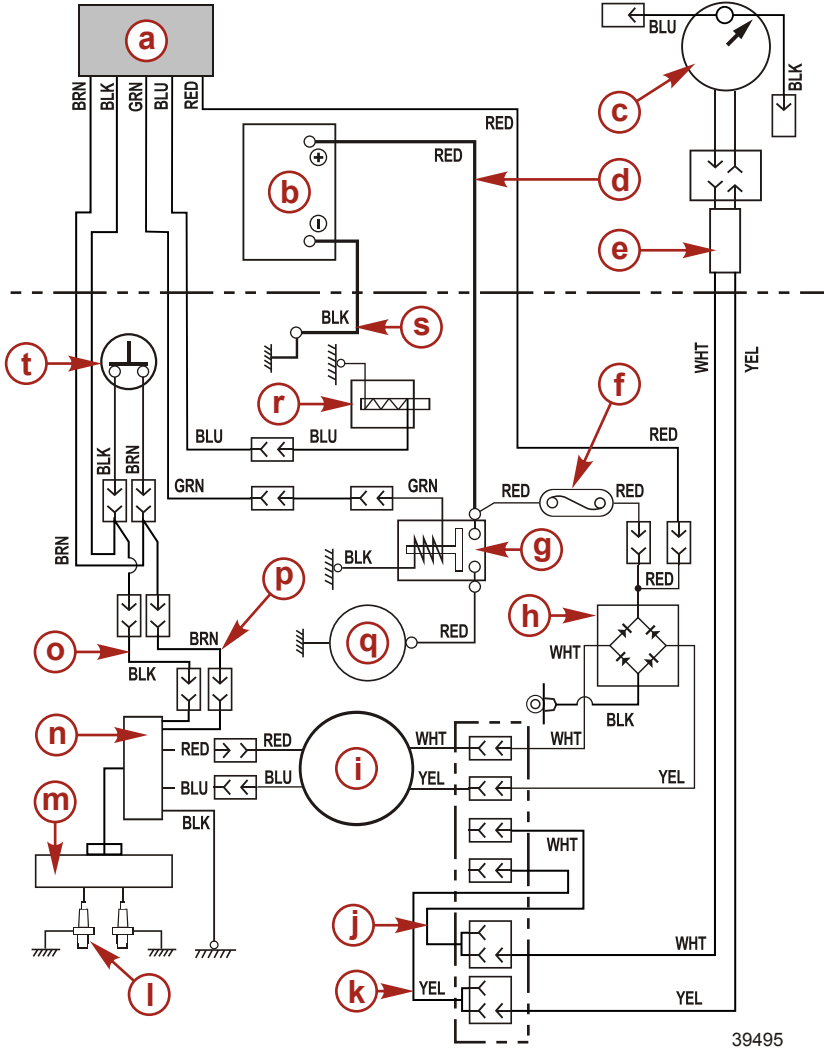 a
BRN
BLK
GRN
BLU
RED
BLU
BLK
c
RED
RED
b
+
−
d
e
BLK
s
t
WHT
YEL
r
f
BLU
BLU
RED
BLK
BRN
GRN
GRN
RED
RED
BRN
BLK
g
RED
p
h
q
RED
BRN
WHT
o
BLK
BLK
n
RED
RED
i
WHT
WHT
BLU
BLU
YEL
YEL
m
BLK
WHT
j
WHT
l
k
YEL
YEL
39495